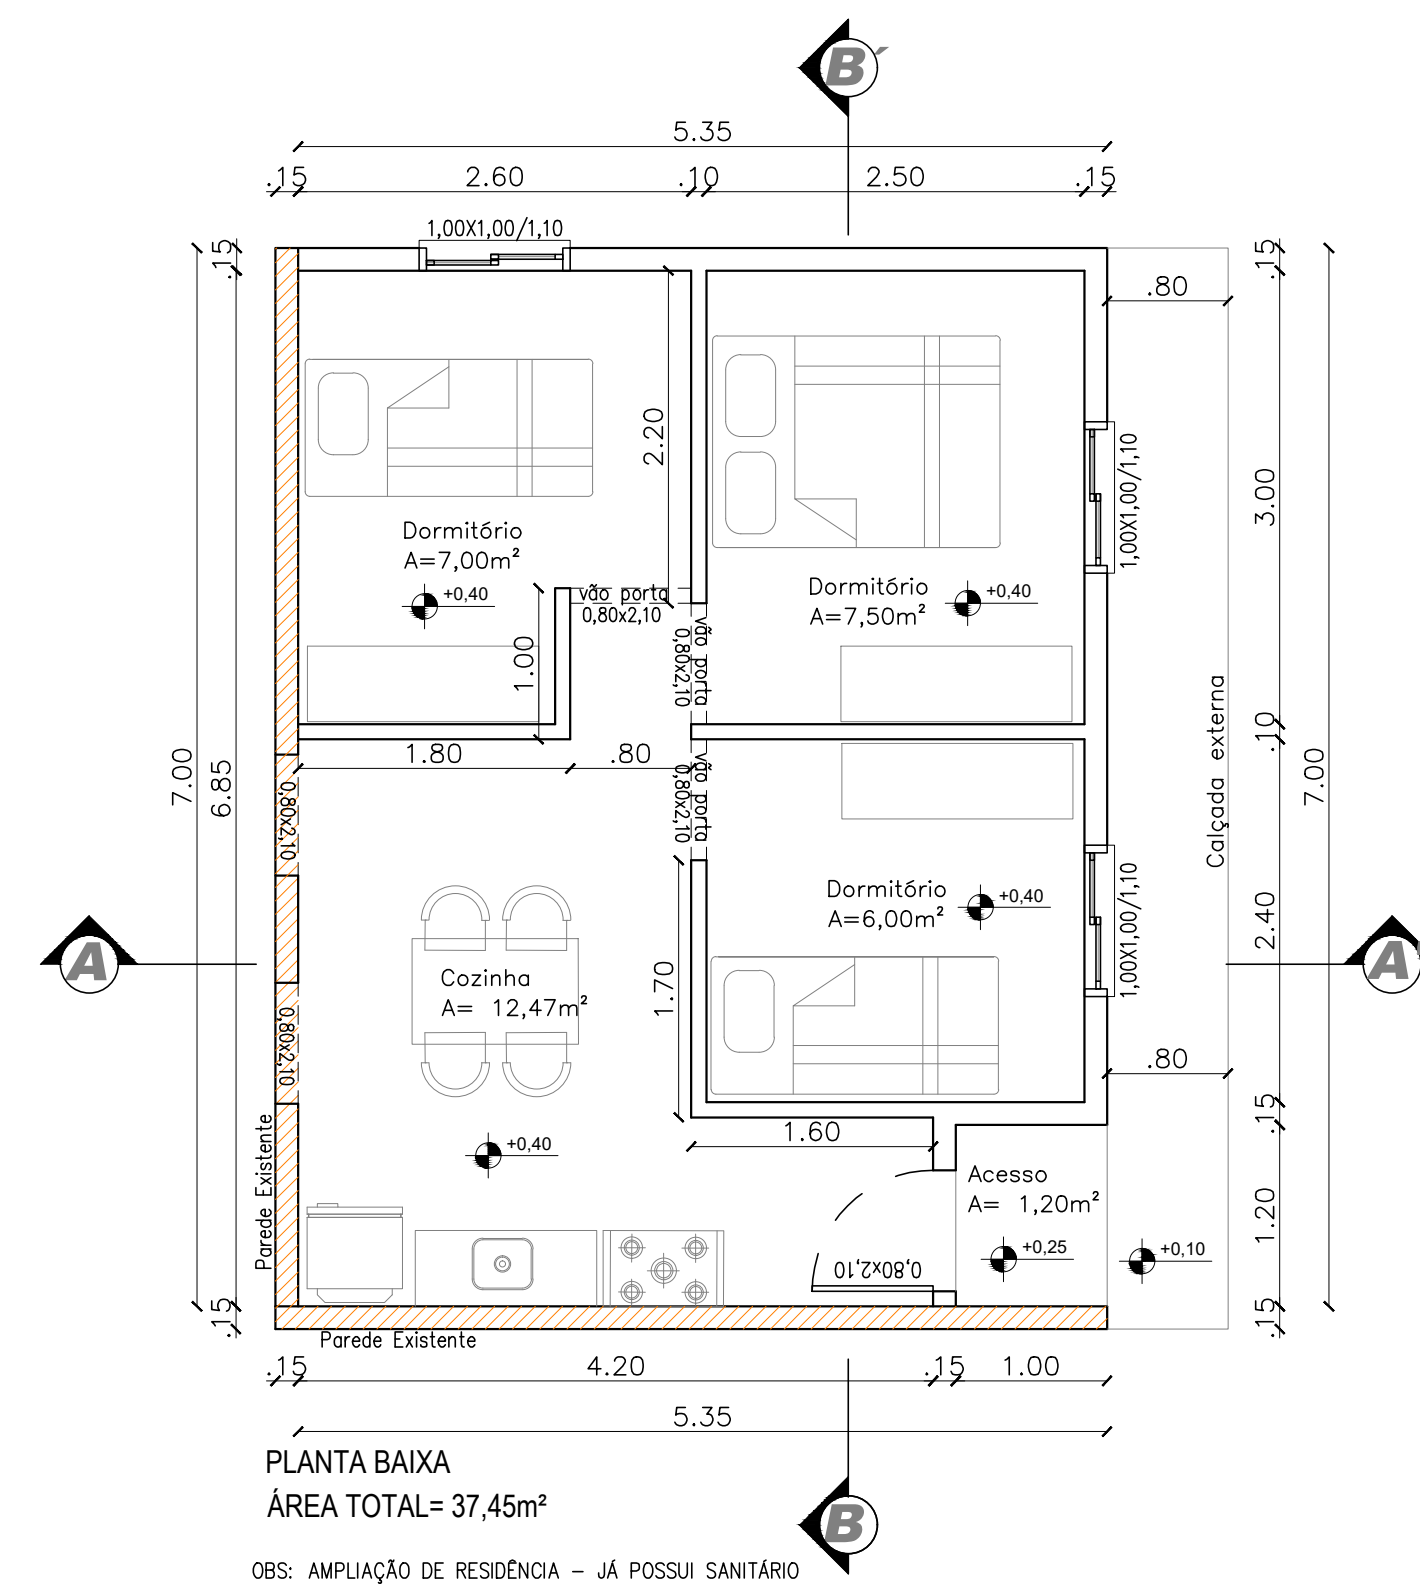 B´
5.35
.15 2.60 .10 2.50 .15
1,00X1,00/1,10
.15
.15
.80
2.20
3.00
1,00X1,00/1,10
Dormitório
A=7,00m²
+0,40
vão porta
0,80x2,10
Dormitório
A=7,50m²
+0,40
vão porta
0,80x2,10
1.00
Calçada externa
.10
1.80 .80
7.00
6.85
7.00
0,80x2,10
vão porta
0,80x2,10
Dormitório
A=6,00m²
+0,40
1,00X1,00/1,10
2.40
A
Cozinha
A= 12,47m²
1.70
A
0,80x2,10
.80
.15
Parede Existente
+0,40
1.60
Acesso
A= 1,20m²
1.20
+0,25
+0,10
0,80x2,10
.15
.15
Parede Existente
.15 4.20 .15 1.00
5.35
PLANTA BAIXA
ÁREA TOTAL= 37,45m²
B
OBS: AMPLIAÇÃO DE RESIDÊNCIA – JÁ POSSUI SANITÁRIO